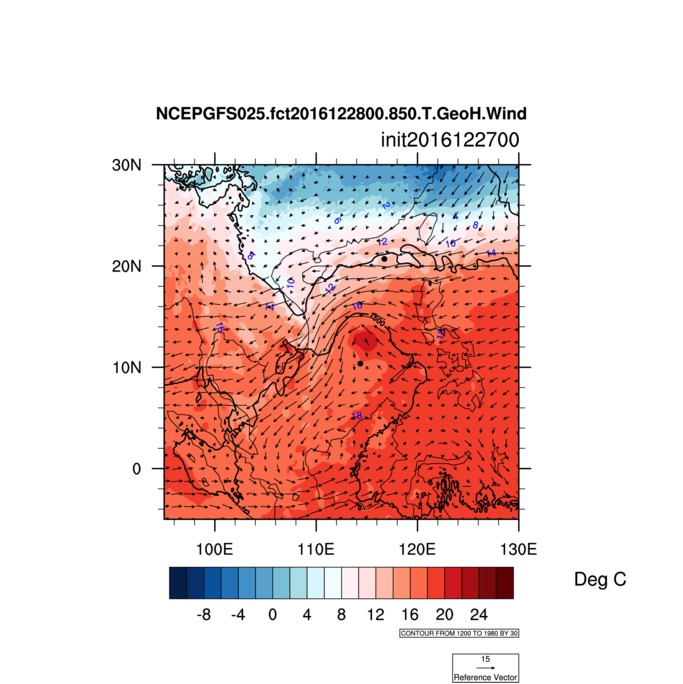 NCEPGFS025.fct2016122800.850.T.GeoH.Wind
init2016122700
30N
20N
10N
0
100E 110E 120E 130E
-8 -4 0 4 8 12 16 20 24
Deg C
CONTOUR FROM 1200 TO 1980 BY 30
15
Reference Vector